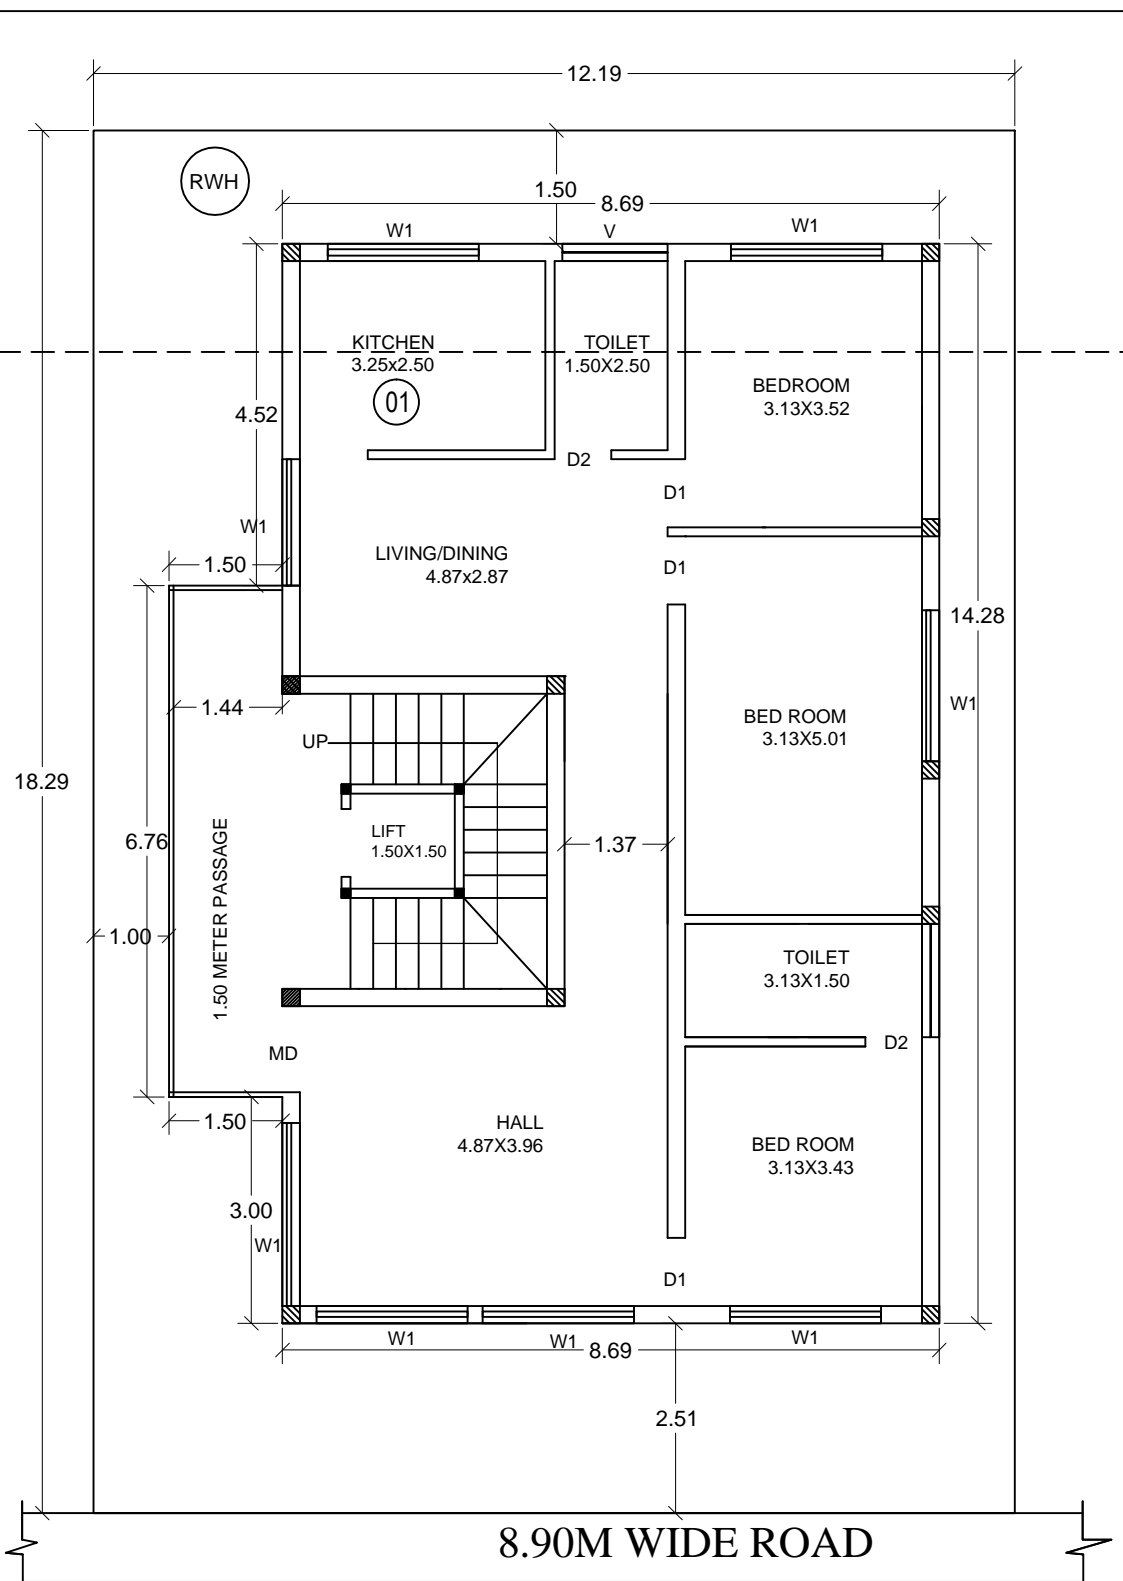 12.19
RWH
1.50
8.69
W1
V
W1
KITCHEN
3.25x2.50
01
TOILET
1.50X2.50
BEDROOM
3.13X3.52
4.52
D2
D1
W1
LIVING/DINING
4.87x2.87
1.50
D1
14.28
1.44
W1
BED ROOM
3.13X5.01
UP
18.29
6.76
LIFT
1.50X1.50
1.37
1.50 METER PASSAGE
1.00
TOILET
3.13X1.50
MD
D2
1.50
HALL
4.87X3.96
BED ROOM
3.13X3.43
3.00
W1
D1
W1
W1
W1
8.69
2.51
8.90M WIDE ROAD